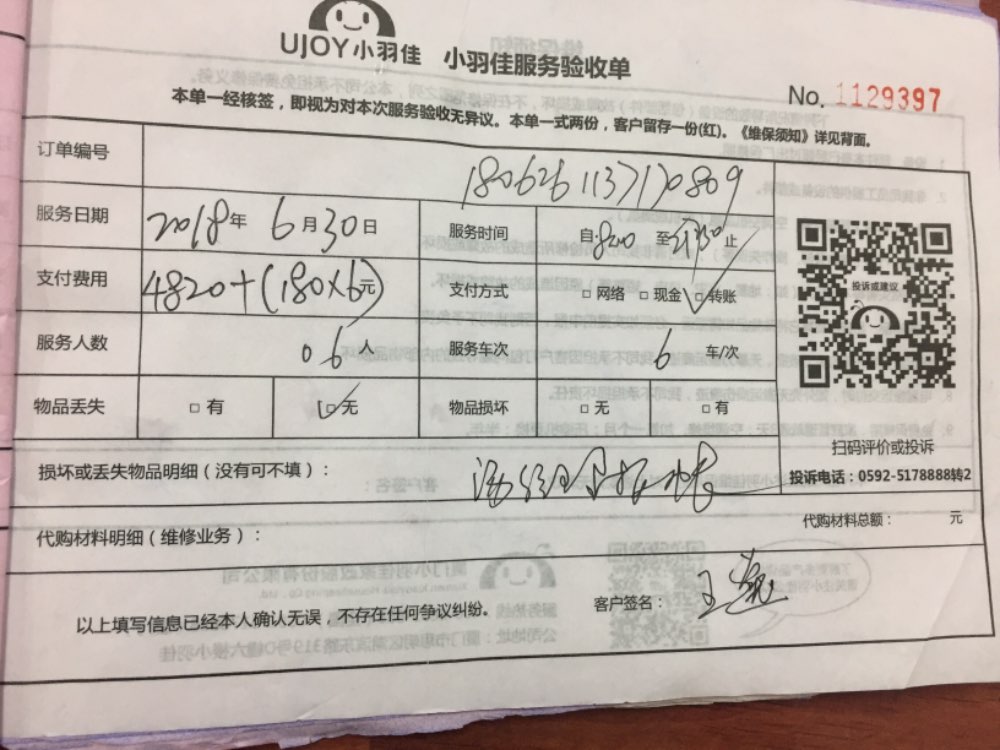 UJOY小羽佳 小羽佳服务验收单
No. 1129397
本单一经核签，即视为对本次服务验收无异议。本单一式两份，客户留存一份(红)。《维保须知》详见背面。
订单编号 1806261137170809
服务日期 2018年 6月30日 服务时间 自:8:00 至 21:30 止
支付费用 4820+(180×6元) 支付方式 □ 网络 □ 现金 □ 转账
投诉或建议
服务人数 06人 服务车次 6 车/次
物品丢失 □ 有 ☑ 无 物品损坏 □ 无 □ 有
扫码评价或投诉
投诉电话：0592-5178888转2
损坏或丢失物品明细（没有可不填）：
代购材料明细（维修业务）： 代购材料总额： 元
以上填写信息已经本人确认无误，不存在任何争议纠纷。 客户签名： 王